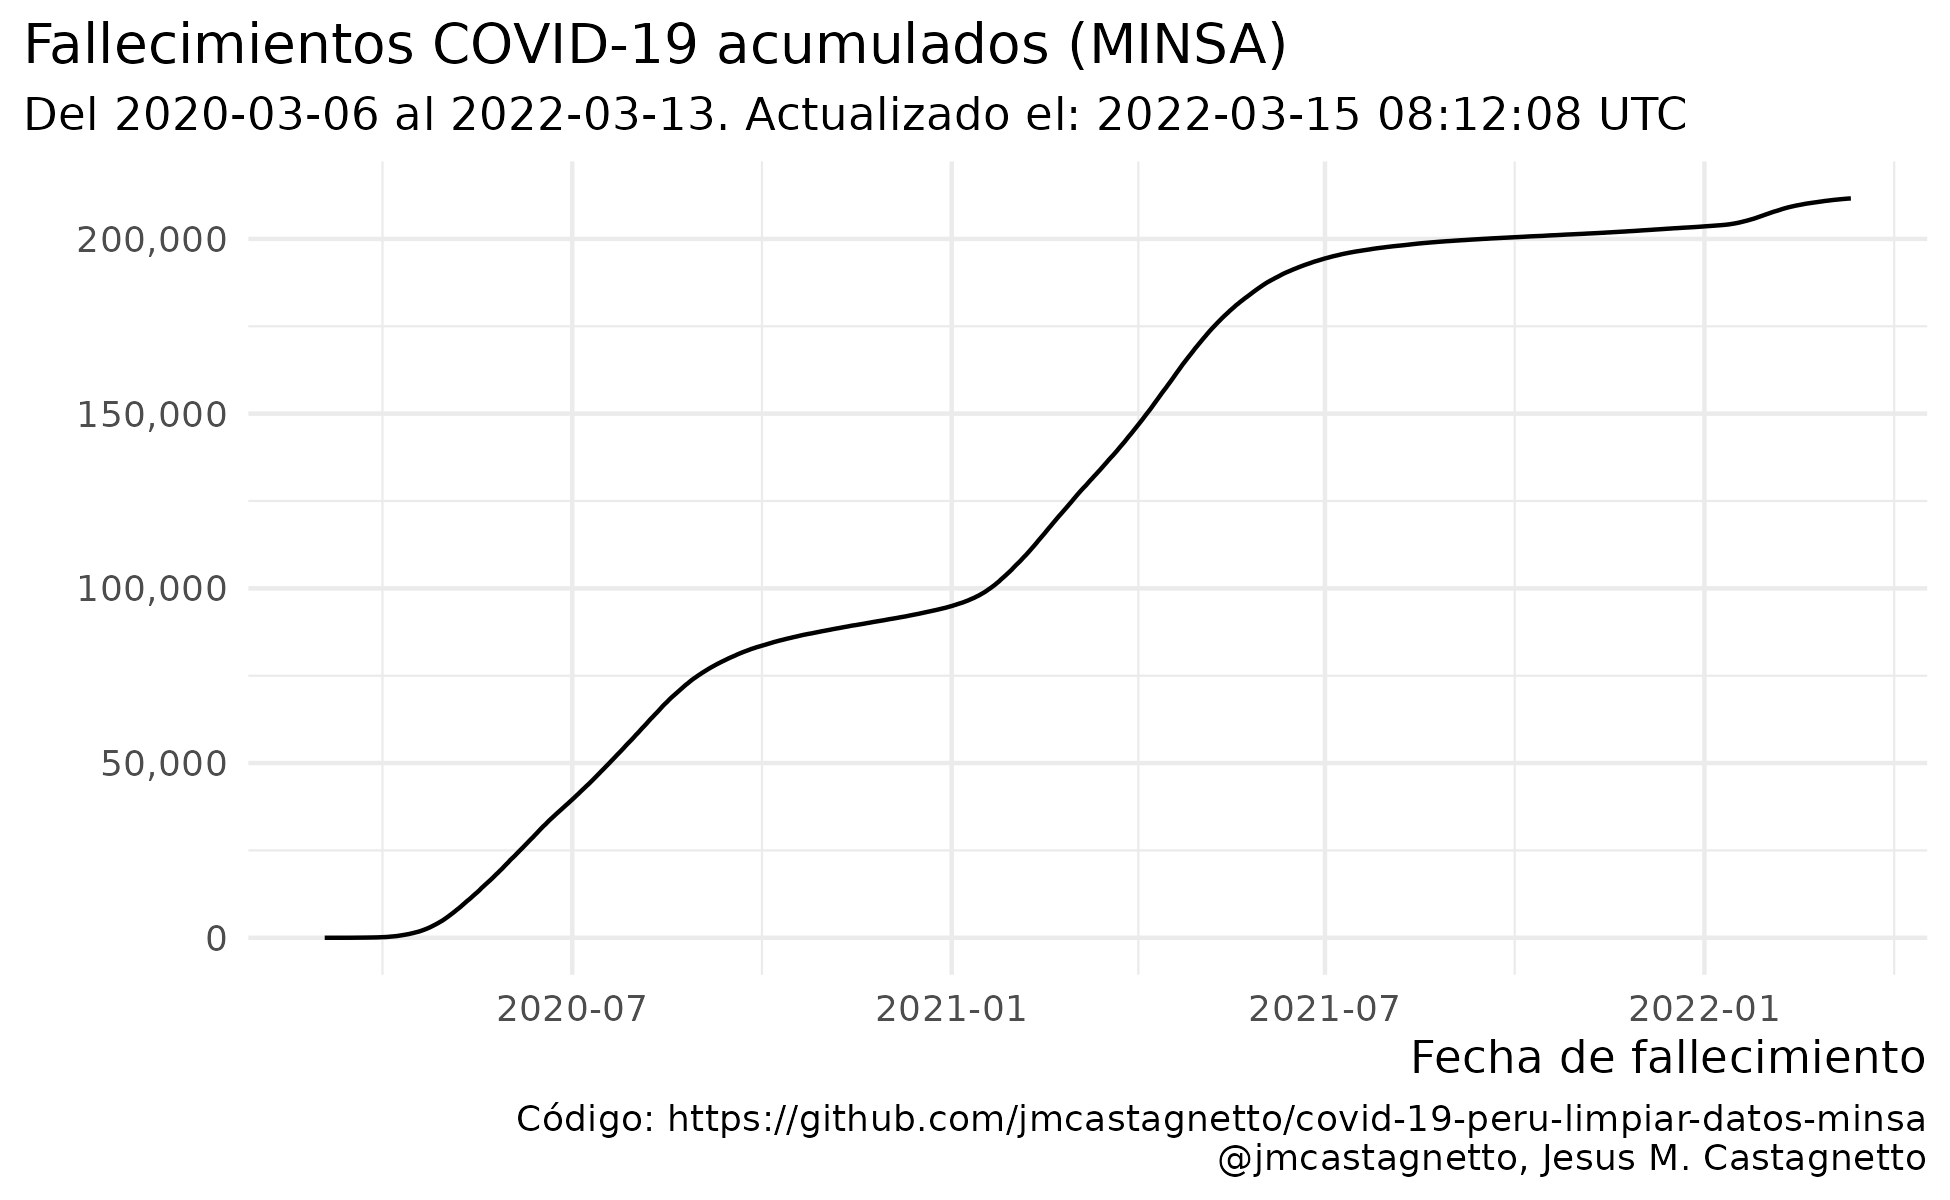 Fallecimientos COVID-19 acumulados (MINSA)
Del 2020-03-06 al 2022-03-13. Actualizado el: 2022-03-15 08:12:08 UTC
200,000
150,000
100,000
50,000
0
2020-07 2021-01 2021-07 2022-01
Fecha de fallecimiento
Código: https://github.com/jmcastagnetto/covid-19-peru-limpiar-datos-minsa
@jmcastagnetto, Jesus M. Castagnetto